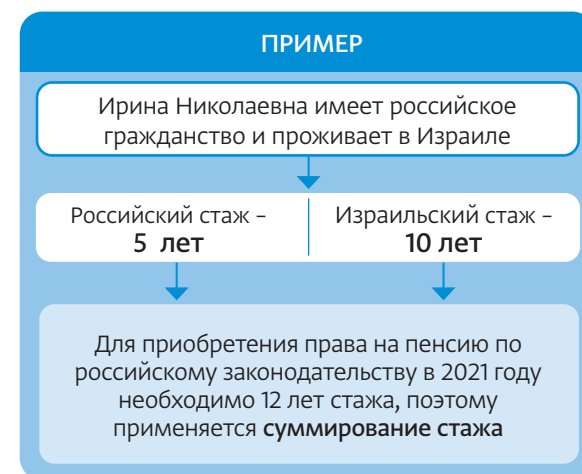 ПРИМЕР
Ирина Николаевна имеет российское
гражданство и проживает в Израиле
Российский стаж –
5 лет
Израильский стаж –
10 лет
Для приобретения права на пенсию по
российскому законодательству в 2021 году
необходимо 12 лет стажа, поэтому
применяется суммирование стажа